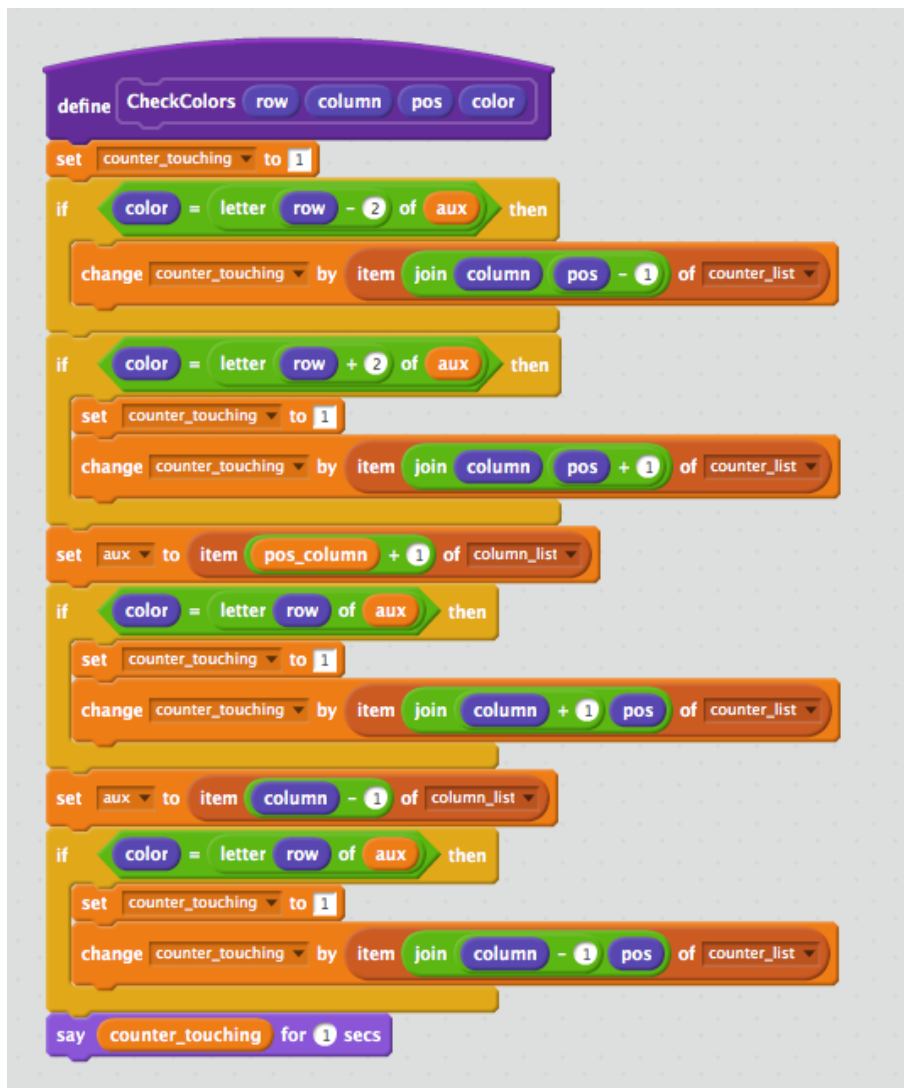 define CheckColors row column pos color
set counter_touching to 1
if color = letter row - 2 of aux then
change counter_touching by item join column pos - 1 of counter_list
if color = letter row + 2 of aux then
set counter_touching to 1
change counter_touching by item join column pos + 1 of counter_list
set aux to item pos_column + 1 of column_list
if color = letter row of aux then
set counter_touching to 1
change counter_touching by item join column + 1 pos of counter_list
set aux to item column - 1 of column_list
if color = letter row of aux then
set counter_touching to 1
change counter_touching by item join column - 1 pos of counter_list
say counter_touching for 1 secs